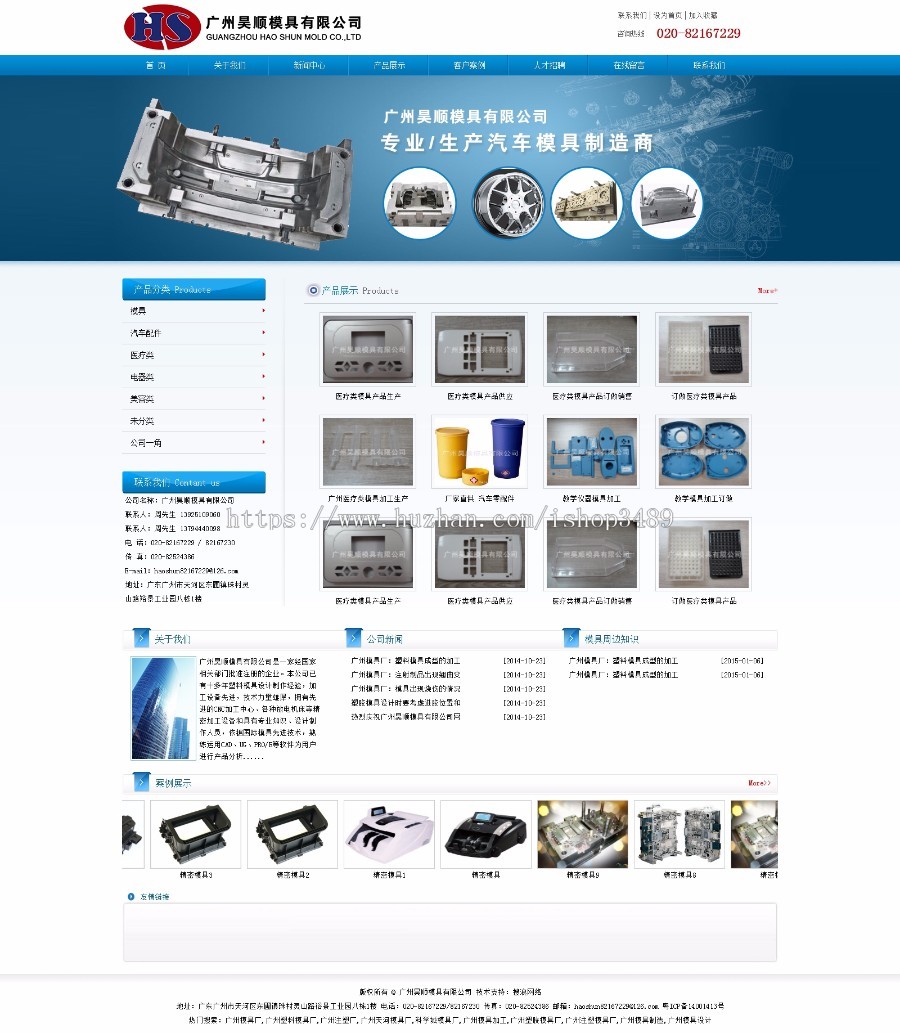 HS
广州昊顺模具有限公司
GUANGZHOU HAO SHUN MOLD CO.,LTD
联系我们 | 设为首页 | 加入收藏
咨询热线 020-82167229
首 页 关于我们 新闻中心 产品展示 客户案例 人才招聘 在线留言 联系我们
广州昊顺模具有限公司
专业/生产汽车模具制造商
产品分类 Products
模具
汽车配件
医疗类
电器类
美容类
未分类
公司一角
产品展示 Products More+
医疗类模具产品生产 医疗类模具产品供应 医疗类模具产品订做销售 订做医疗类模具产品
广州医疗类模具加工生产 厂家直供 汽车零配件 教学仪器模具加工 教学模具加工订做
医疗类模具产品生产 医疗类模具产品供应 医疗类模具产品订做销售 订做医疗类模具产品
联系我们 Contant us
公司名称：广州昊顺模具有限公司
联系人：周先生 13925109060
联系人：周先生 13794440098
电 话：020-82167229 / 82167230
传 真：020-82524386
E-mail：haoshun82167229@126.com
地址：广东广州市天河区东圃镇珠村灵
山路裕景工业园八栋1楼
https://www.huzhan.com/ishop3489
关于我们
广州昊顺模具有限公司是一家经国家
相关部门批准注册的企业。本公司已
有十多年塑料模具设计制作经验，加
工设备先进，技术力量雄厚，拥有先
进的CNC加工中心，各种配电机床等精
密加工设备和具有专业知识、设计制
作人员，依据国际模具先进技术，熟
练运用CAD、UG、PRO/E等软件为用户
进行产品分析......
公司新闻
广州模具厂：塑料模具成型的加工 [2014-10-23]
广州模具厂：注射制品出现细曲变 [2014-10-23]
广州模具厂：模具出现烧伤的情况 [2014-10-23]
塑胶模具设计时要考虑进胶位置和 [2014-10-23]
热烈庆祝广州昊顺模具有限公司网 [2014-10-23]
模具周边知识
广州模具厂：塑料模具成型的加工 [2015-01-06]
广州模具厂：塑料模具成型的加工 [2015-01-06]
案例展示 More>>
精密模具3 精密模具2 精密模具1 精密模具 精密模具9 精密模具8 精密模
友情链接
版权所有 © 广州昊顺模具有限公司 技术支持：
地址：广东广州市天河区东圃镇珠村灵山路裕景工业园八栋1楼 电话：020-82167229/82167230 传真：020-82524386 邮箱：haoshun82167229@126.com 粤ICP备14001413号
热门搜索：广州模具厂,广州塑料模具厂,广州注塑厂,广州天河模具厂,科学城模具厂,广州模具加工,广州塑胶模具厂,广州注塑模具厂,广州模具制造,广州模具设计